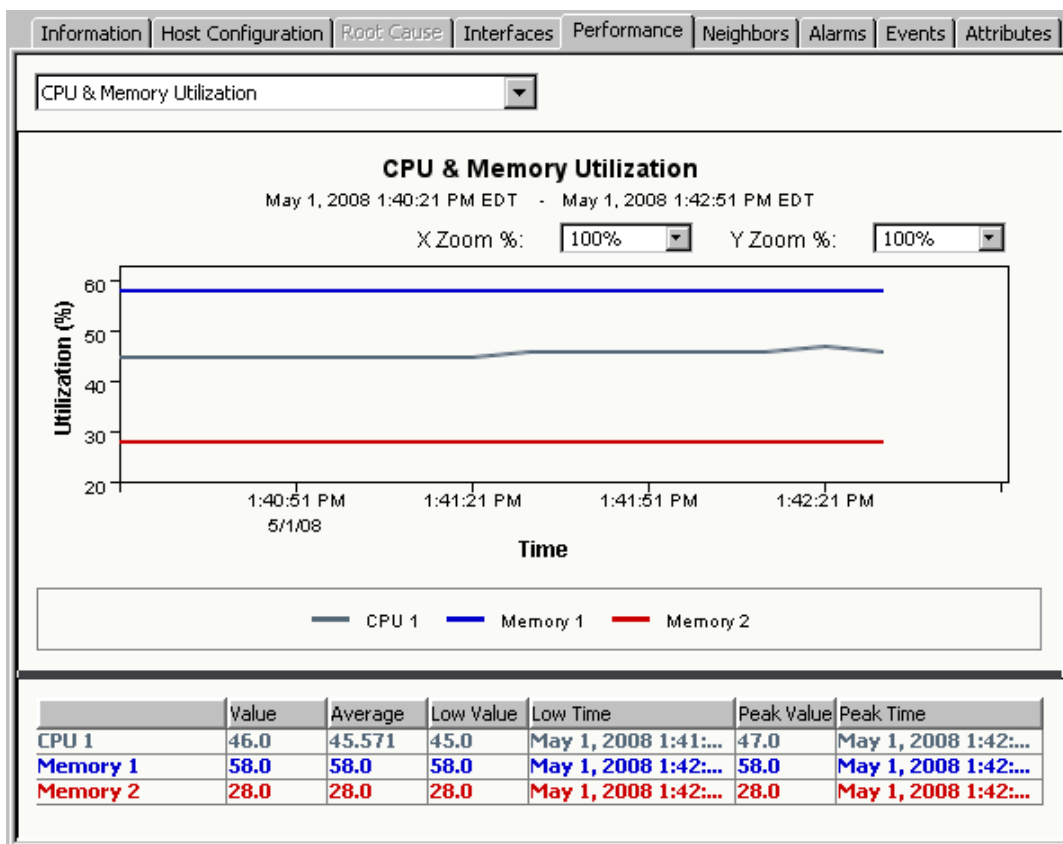 Information Host Configuration Root Cause Interfaces Performance Neighbors Alarms Events Attributes
CPU & Memory Utilization
CPU & Memory Utilization
May 1, 2008 1:40:21 PM EDT - May 1, 2008 1:42:51 PM EDT
X Zoom %: 100% Y Zoom %: 100%
Utilization (%)
60
50
40
30
20
1:40:51 PM 1:41:21 PM 1:41:51 PM 1:42:21 PM
5/1/08
Time
CPU 1 Memory 1 Memory 2
Value Average Low Value Low Time Peak Value Peak Time
CPU 1 46.0 45.571 45.0 May 1, 2008 1:41:... 47.0 May 1, 2008 1:42:...
Memory 1 58.0 58.0 58.0 May 1, 2008 1:42:... 58.0 May 1, 2008 1:42:...
Memory 2 28.0 28.0 28.0 May 1, 2008 1:42:... 28.0 May 1, 2008 1:42:...